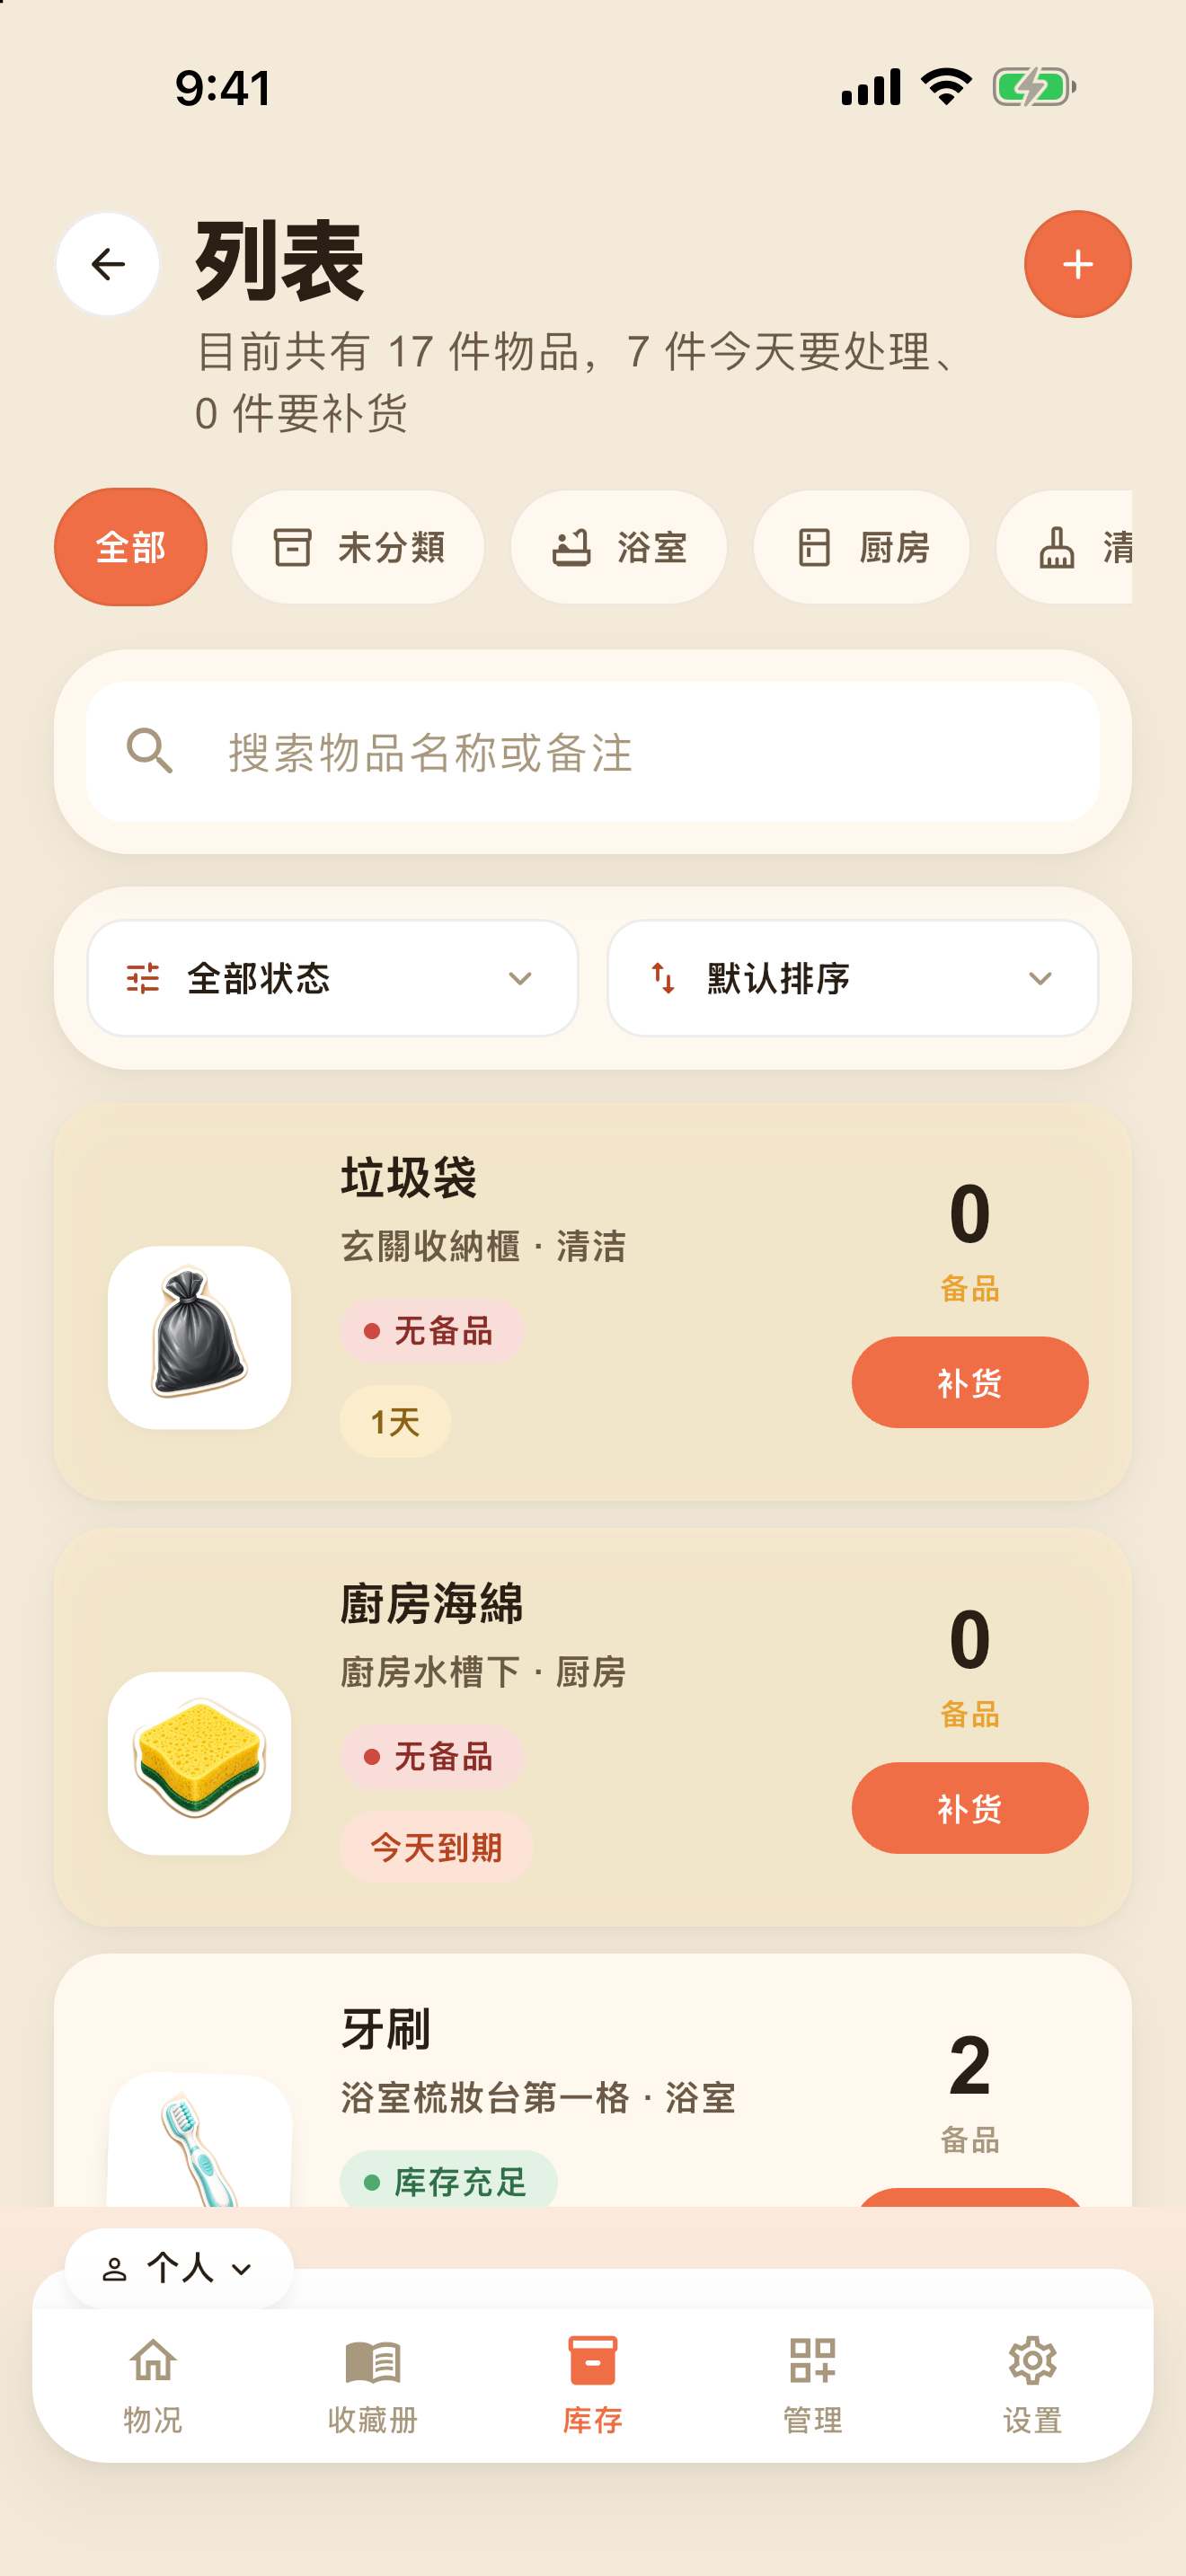 9:41
列表
目前共有 17 件物品，7 件今天要处理、
0 件要补货
全部
未分類
浴室
厨房
清
搜索物品名称或备注
全部状态
默认排序
垃圾袋
玄關收納櫃 · 清洁
无备品
1天
0
备品
补货
廚房海綿
廚房水槽下 · 厨房
无备品
今天到期
0
备品
补货
牙刷
浴室梳妝台第一格 · 浴室
库存充足
2
备品
个人
物况
收藏册
库存
管理
设置